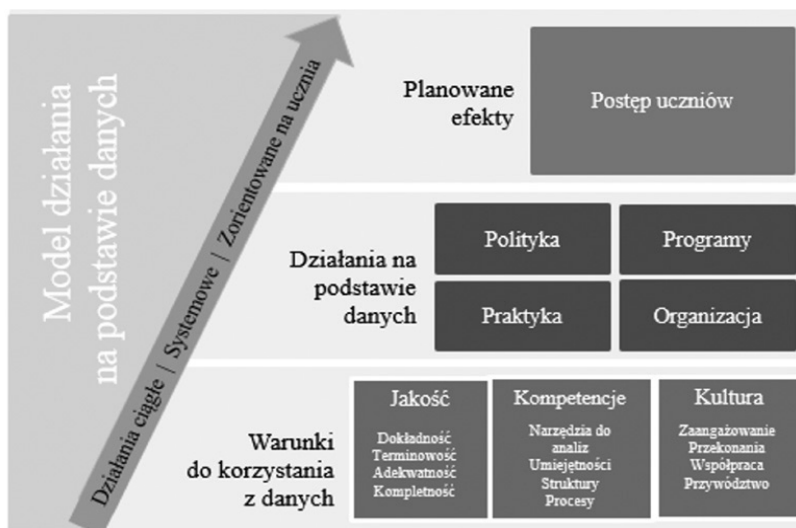 Model działania
na podstawie danych
Działania ciągłe | Systemowe | Zorientowane na ucznia
Planowane
efekty
Postęp uczniów
Działania na
podstawie
danych
Polityka
Programy
Praktyka
Organizacja
Warunki
do korzystania
z danych
Jakość
Dokładność
Terminowość
Adekwatność
Kompletność
Kompetencje
Narzędzia do
analiz
Umiejętności
Struktury
Procesy
Kultura
Zaangażowanie
Przekonania
Współpraca
Przywództwo